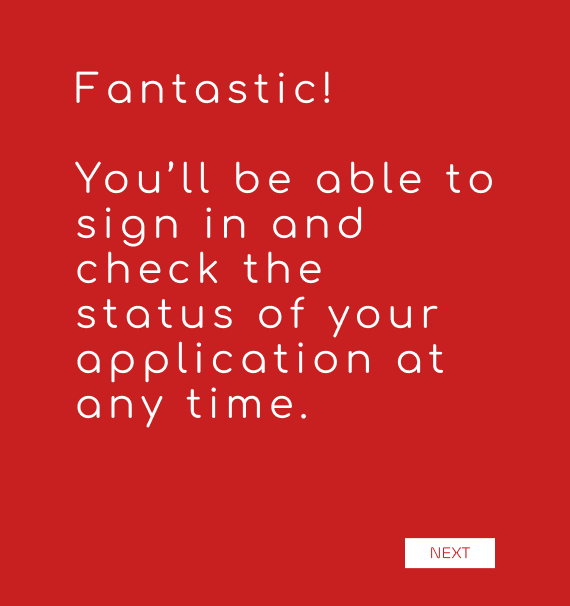 Fantastic!
You’ll be able to
sign in and
check the
status of your
application at
any time.
NEXT